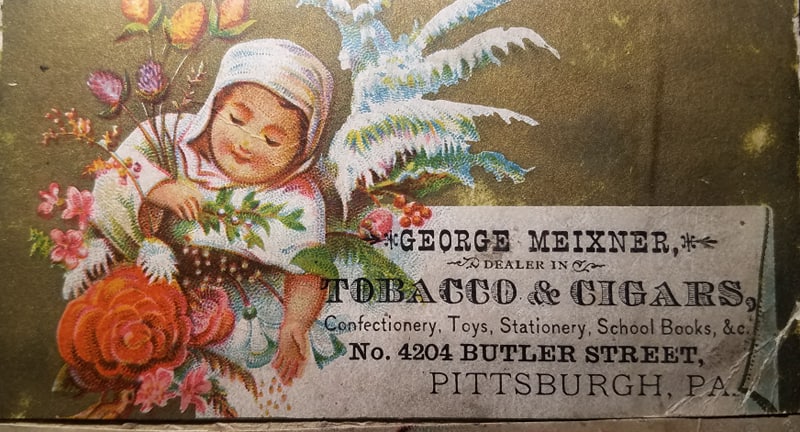 GEORGE MEIXNER,
DEALER IN
TOBACCO & CIGARS,
Confectionery, Toys, Stationery, School Books, &c.
No. 4204 BUTLER STREET,
PITTSBURGH, PA.